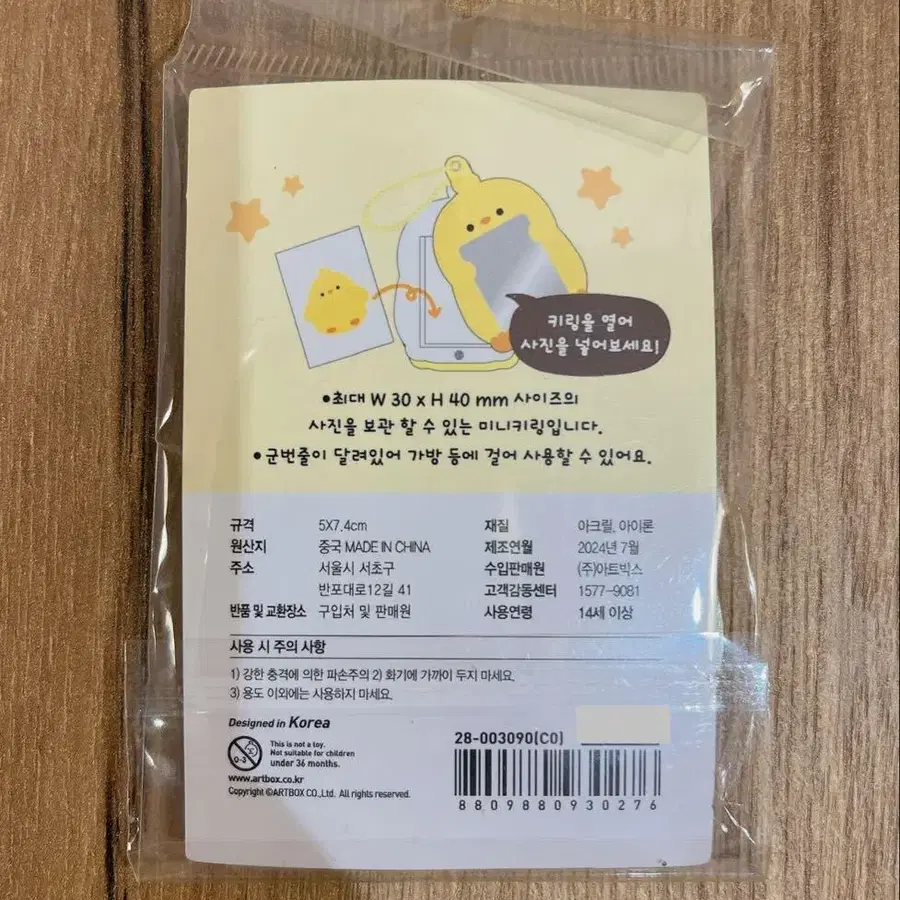 키링을 열어
사진을 넣어보세요!
•최대 W 30 x H 40 mm 사이즈의
사진을 보관 할 수 있는 미니키링입니다.
•군번줄이 달려있어 가방 등에 걸어 사용할 수 있어요.
규격 5X7.4cm 재질 아크릴, 아이론
원산지 중국 MADE IN CHINA 제조연월 2024년 7월
주소 서울시 서초구 수입판매원 (주)아트박스
반포대로12길 41 고객감동센터 1577-9081
반품 및 교환장소 구입처 및 판매원 사용연령 14세 이상
사용 시 주의 사항
1) 강한 충격에 의한 파손주의 2) 화기에 가까이 두지 마세요.
3) 용도 이외에는 사용하지 마세요.
Designed in Korea
28-003090(C0)
0-3
This is not a toy.
Not suitable for children
under 36 months.
www.artbox.co.kr
Copyright ©ARTBOX CO.,Ltd. All rights reserved.
8809880930276